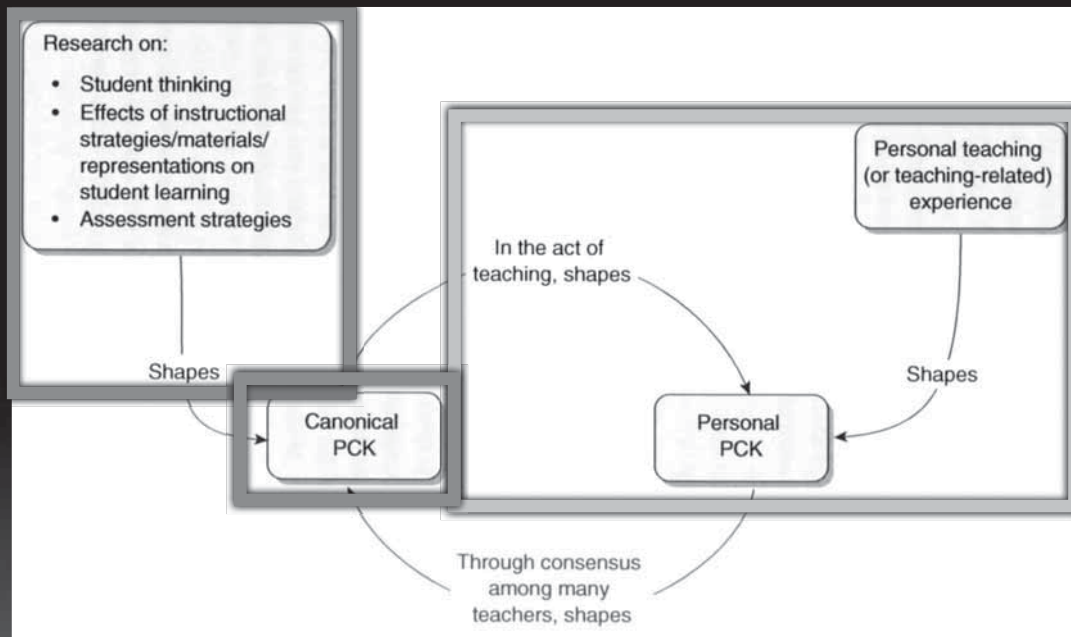 Research on:
• Student thinking
• Effects of instructional
strategies/materials/
representations on
student learning
• Assessment strategies
Personal teaching
(or teaching-related)
experience
In the act of
teaching, shapes
Shapes
Shapes
Canonical
PCK
Personal
PCK
Through consensus
among many
teachers, shapes